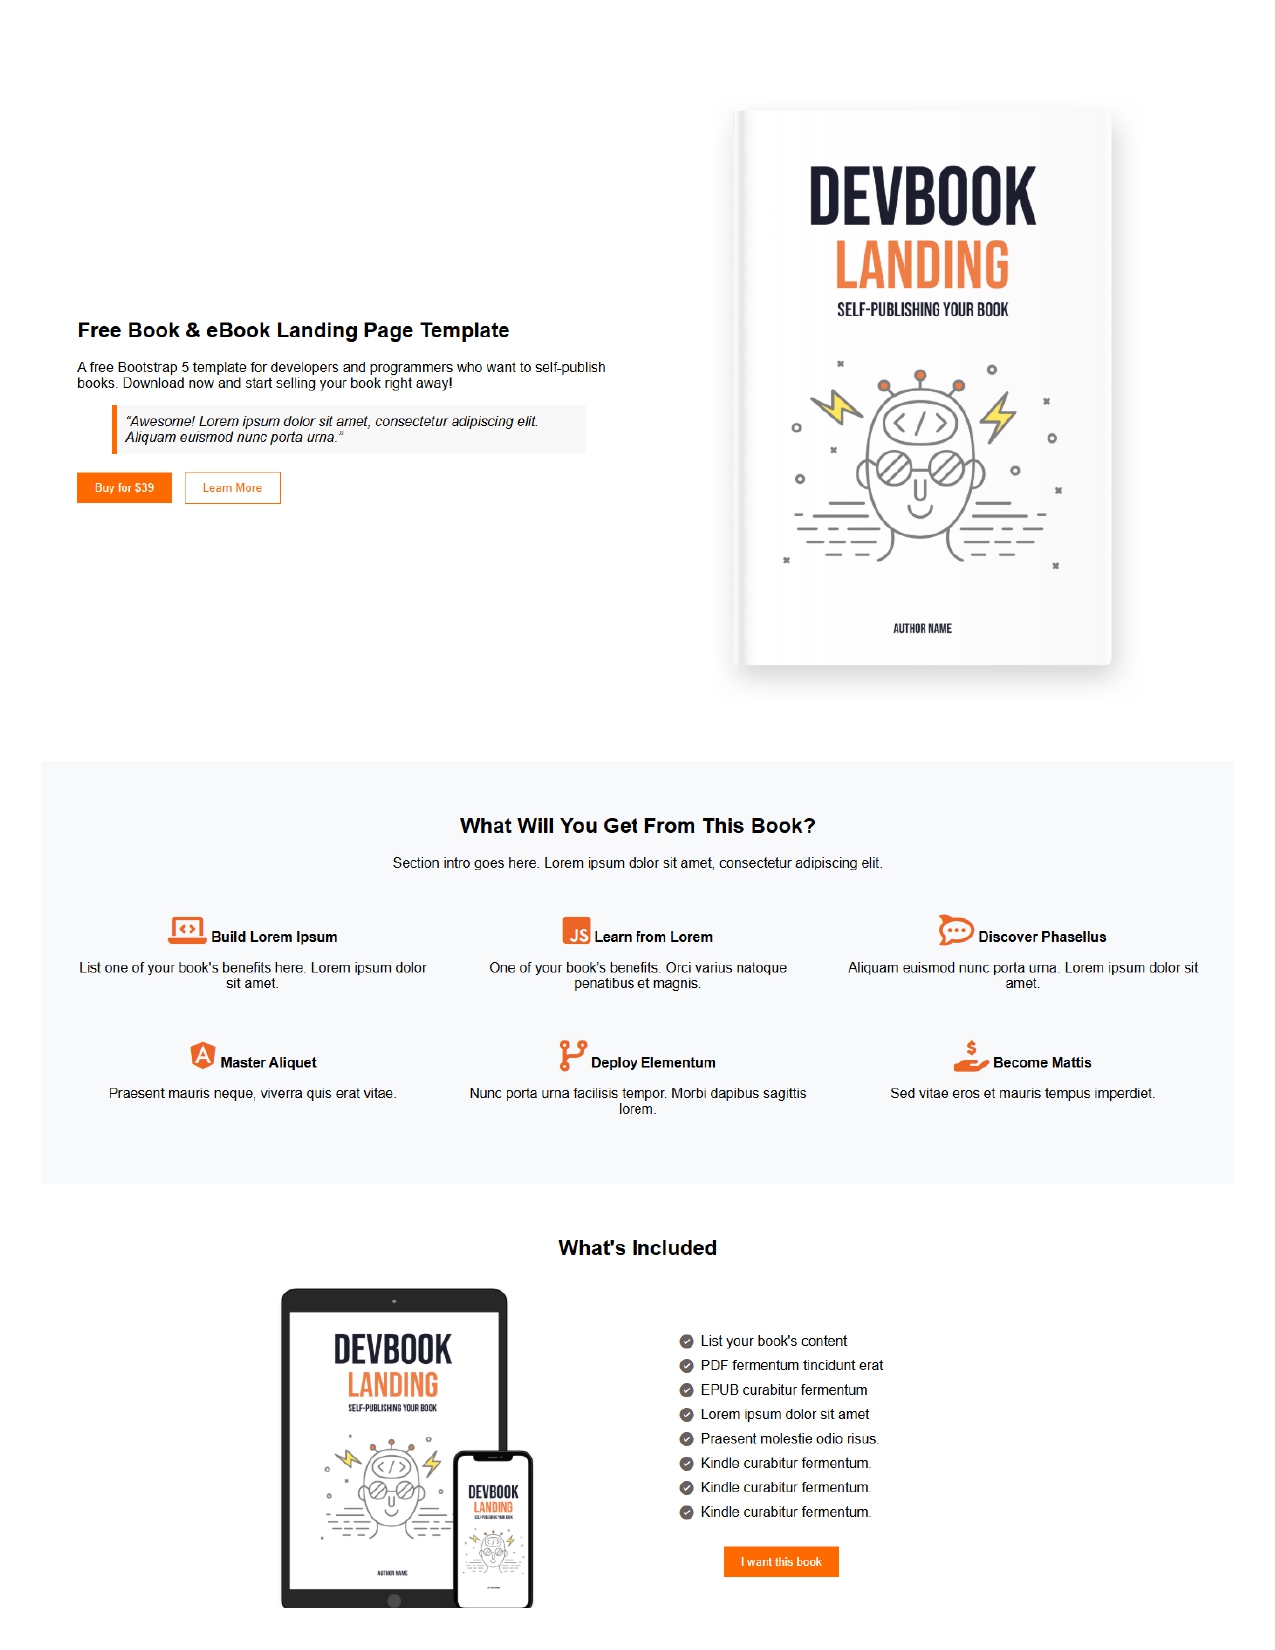 DEVBOOK
LANDING
SELF-PUBLISHING YOUR BOOK
</>
AUTHOR NAME
Free Book & eBook Landing Page Template
A free Bootstrap 5 template for developers and programmers who want to self-publish
books. Download now and start selling your book right away!
"Awesome! Lorem ipsum dolor sit amet, consectetur adipiscing elit.
Aliquam euismod nunc porta urna."
Buy for $39
Learn More
What Will You Get From This Book?
Section intro goes here. Lorem ipsum dolor sit amet, consectetur adipiscing elit.
Build Lorem Ipsum
List one of your book's benefits here. Lorem ipsum dolor
sit amet.
JS Learn from Lorem
One of your book's benefits. Orci varius natoque
penatibus et magnis.
Discover Phasellus
Aliquam euismod nunc porta urna. Lorem ipsum dolor sit
amet.
A Master Aliquet
Praesent mauris neque, viverra quis erat vitae.
Deploy Elementum
Nunc porta urna facilisis tempor. Morbi dapibus sagittis
lorem.
$ Become Mattis
Sed vitae eros et mauris tempus imperdiet.
What's Included
DEVBOOK
LANDING
SELF-PUBLISHING YOUR BOOK
</>
AUTHOR NAME
DEVBOOK
LANDING
SELF-PUBLISHING YOUR BOOK
List your book's content
PDF fermentum tincidunt erat
EPUB curabitur fermentum
Lorem ipsum dolor sit amet
Praesent molestie odio risus.
Kindle curabitur fermentum.
Kindle curabitur fermentum.
Kindle curabitur fermentum.
I want this book